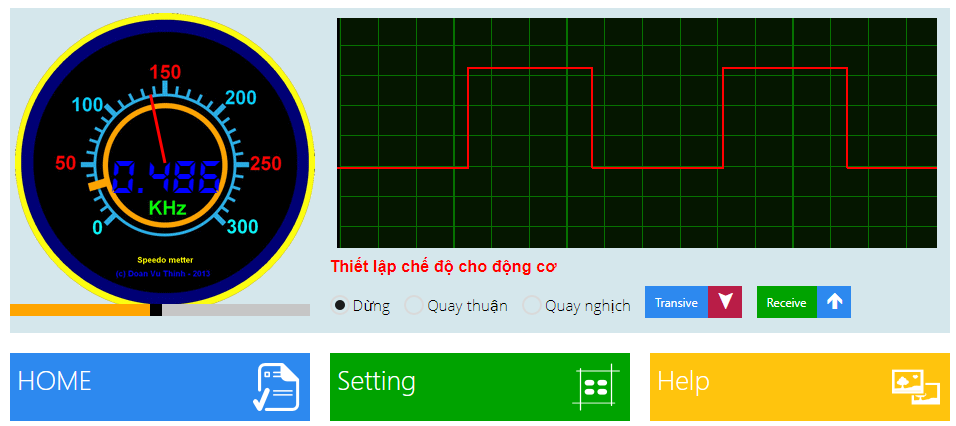 150
100
200
50
250
0.486
KHz
0
300
Speedo metter
(c) Doan Vu Thinh - 2013
Thiết lập chế độ cho động cơ
Dừng Quay thuận Quay nghịch Transive Receive
HOME Setting Help